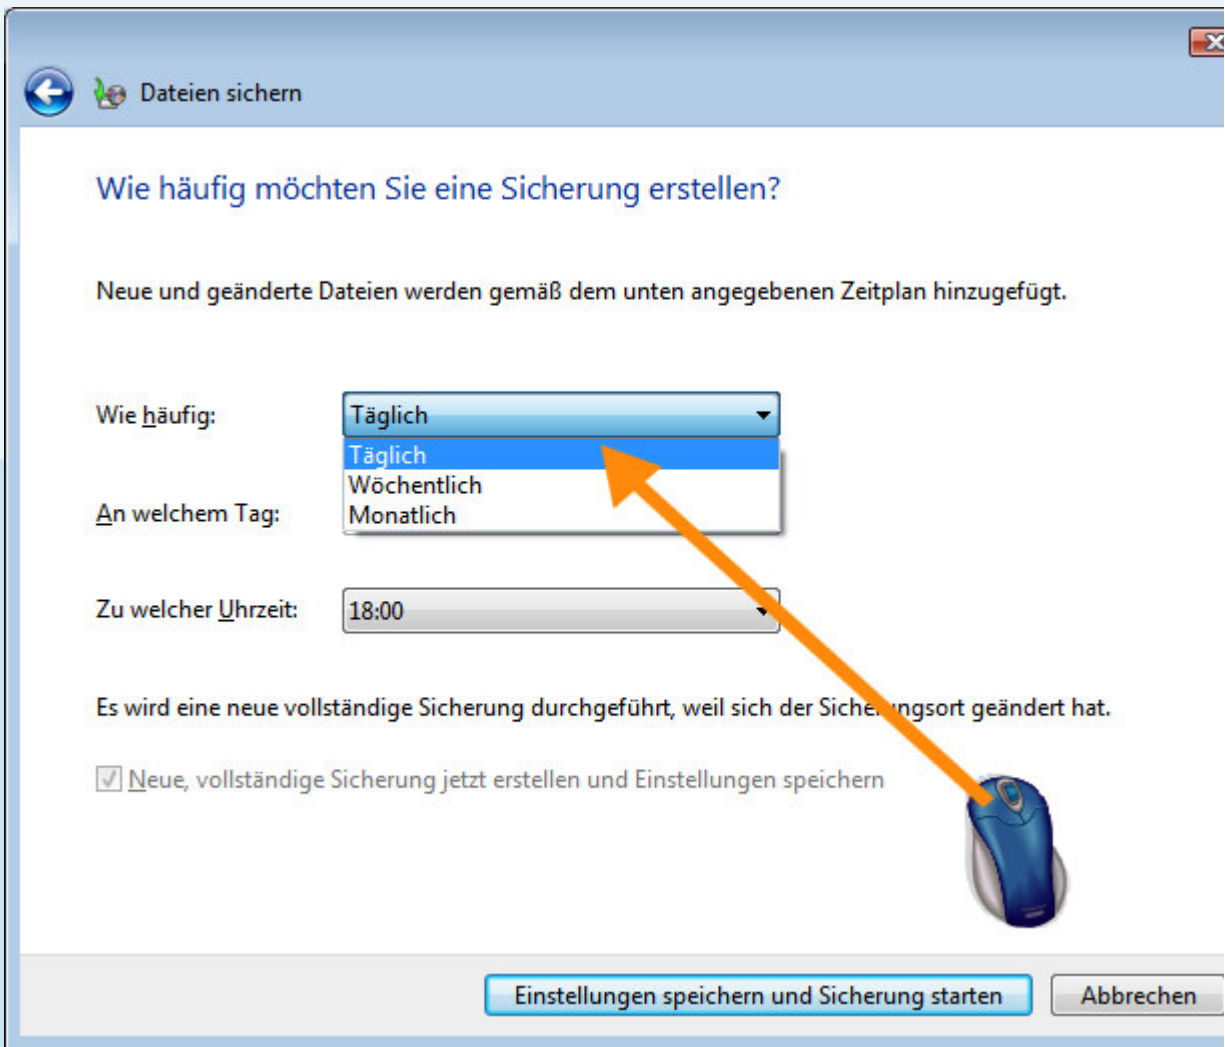 Dateien sichern
Wie häufig möchten Sie eine Sicherung erstellen?
Neue und geänderte Dateien werden gemäß dem unten angegebenen Zeitplan hinzugefügt.
Wie häufig: Täglich
Täglich
Wöchentlich
An welchem Tag: Monatlich
Zu welcher Uhrzeit: 18:00
Es wird eine neue vollständige Sicherung durchgeführt, weil sich der Sicherungsort geändert hat.
Neue, vollständige Sicherung jetzt erstellen und Einstellungen speichern
Einstellungen speichern und Sicherung starten Abbrechen